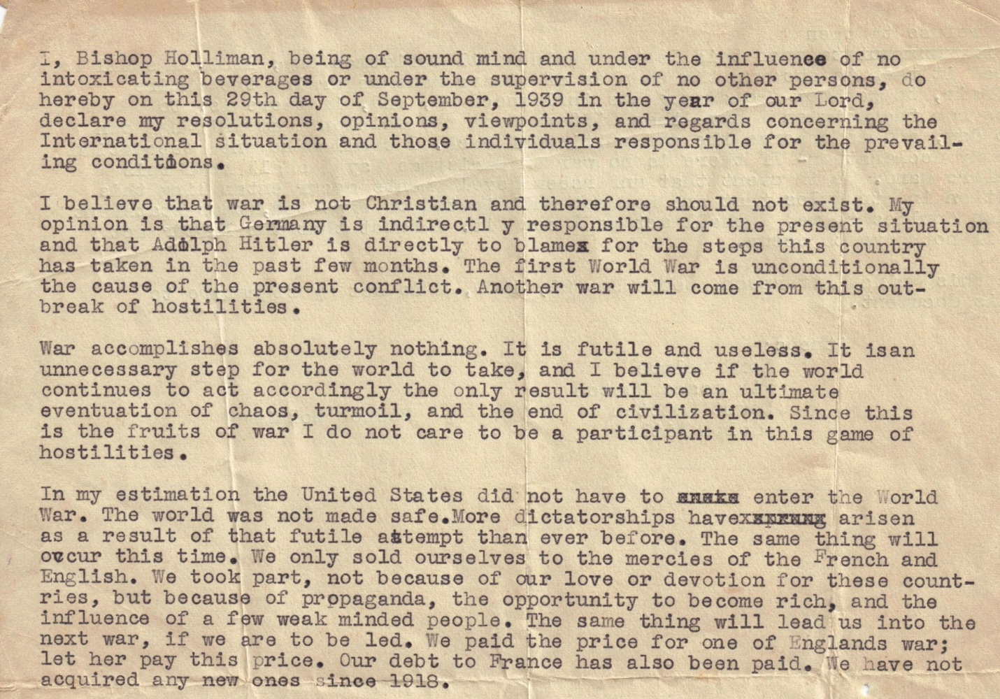 I, Bishop Holliman, being of sound mind and under the influence of no
intoxicating beverages or under the supervision of no other persons, do
hereby on this 29th day of September, 1939 in the year of our Lord,
declare my resolutions, opinions, viewpoints, and regards concerning the
International situation and those individuals responsible for the prevail-
ing conditions.
I believe that war is not Christian and therefore should not exist. My
opinion is that Germany is indirectl y responsible for the present situation
and that Adolph Hitler is directly to blame for the steps this country
has taken in the past few months. The first World War is unconditionally
the cause of the present conflict. Another war will come from this out-
break of hostilities.
War accomplishes absolutely nothing. It is futile and useless. It isan
unnecessary step for the world to take, and I believe if the world
continues to act accordingly the only result will be an ultimate
eventuation of chaos, turmoil, and the end of civilization. Since this
is the fruits of war I do not care to be a participant in this game of
hostilities.
In my estimation the United States did not have to enter the World
War. The world was not made safe.More dictatorships have arisen
as a result of that futile attempt than ever before. The same thing will
occur this time. We only sold ourselves to the mercies of the French and
English. We took part, not because of our love or devotion for these count-
ries, but because of propaganda, the opportunity to become rich, and the
influence of a few weak minded people. The same thing will lead us into the
next war, if we are to be led. We paid the price for one of Englands war;
let her pay this price. Our debt to France has also been paid. We have not
acquired any new ones since 1918.